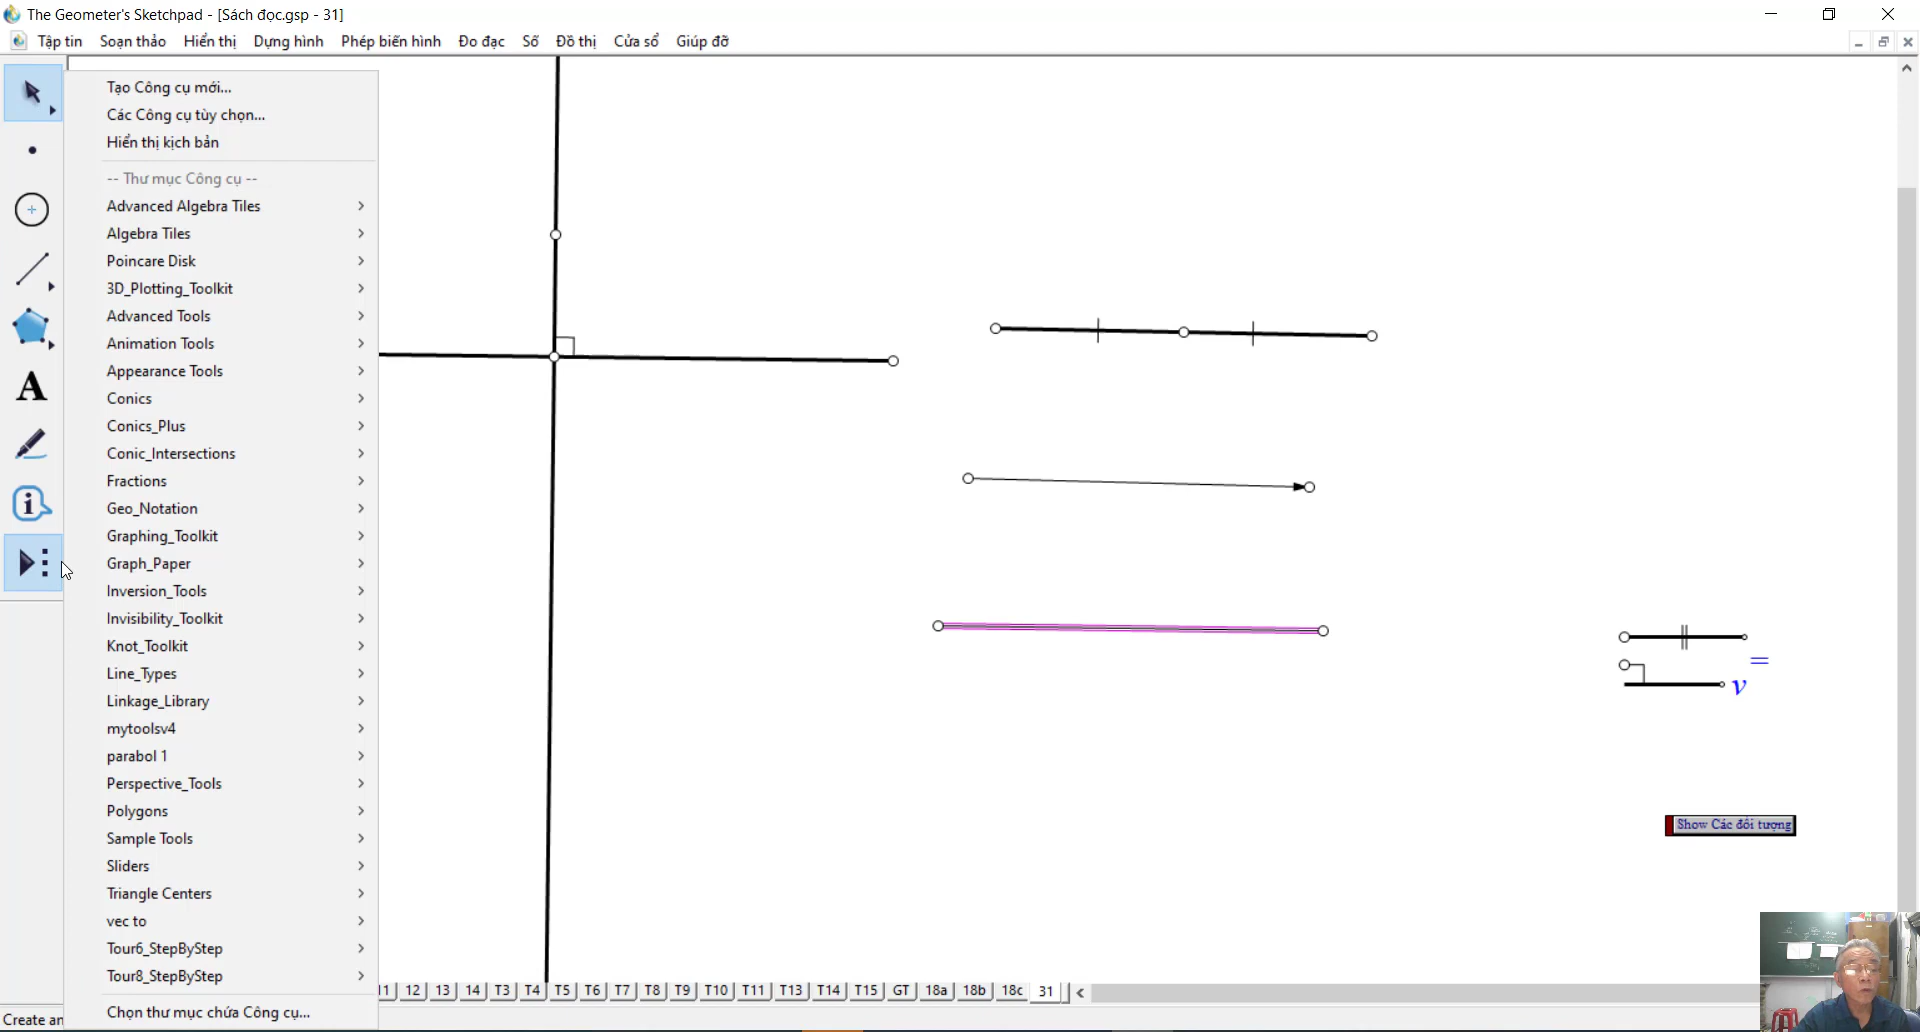 The Geometer's Sketchpad - [Sách đọc.gsp - 31]
Tập tin Soạn thảo Hiển thị Dựng hình Phép biến hình Đo đạc Số Đồ thị Cửa sổ Giúp đỡ
Tạo Công cụ mới...
Các Công cụ tùy chọn...
Hiển thị kịch bản
-- Thư mục Công cụ --
Advanced Algebra Tiles
Algebra Tiles
Poincare Disk
3D_Plotting_Toolkit
Advanced Tools
Animation Tools
Appearance Tools
Conics
Conics_Plus
Conic_Intersections
Fractions
Geo_Notation
Graphing_Toolkit
Graph_Paper
Inversion_Tools
Invisibility_Toolkit
Knot_Toolkit
Line_Types
Linkage_Library
mytoolsv4
parabol 1
Perspective_Tools
Polygons
Sample Tools
Sliders
Triangle Centers
vec to
Tour6_StepByStep
Tour8_StepByStep
Chọn thư mục chứa Công cụ...
A
=
v
Show Các đối tượng
12 13 14 T3 T4 T5 T6 T7 T8 T9 T10 T11 T13 T14 T15 GT 18a 18b 18c 31
Create an